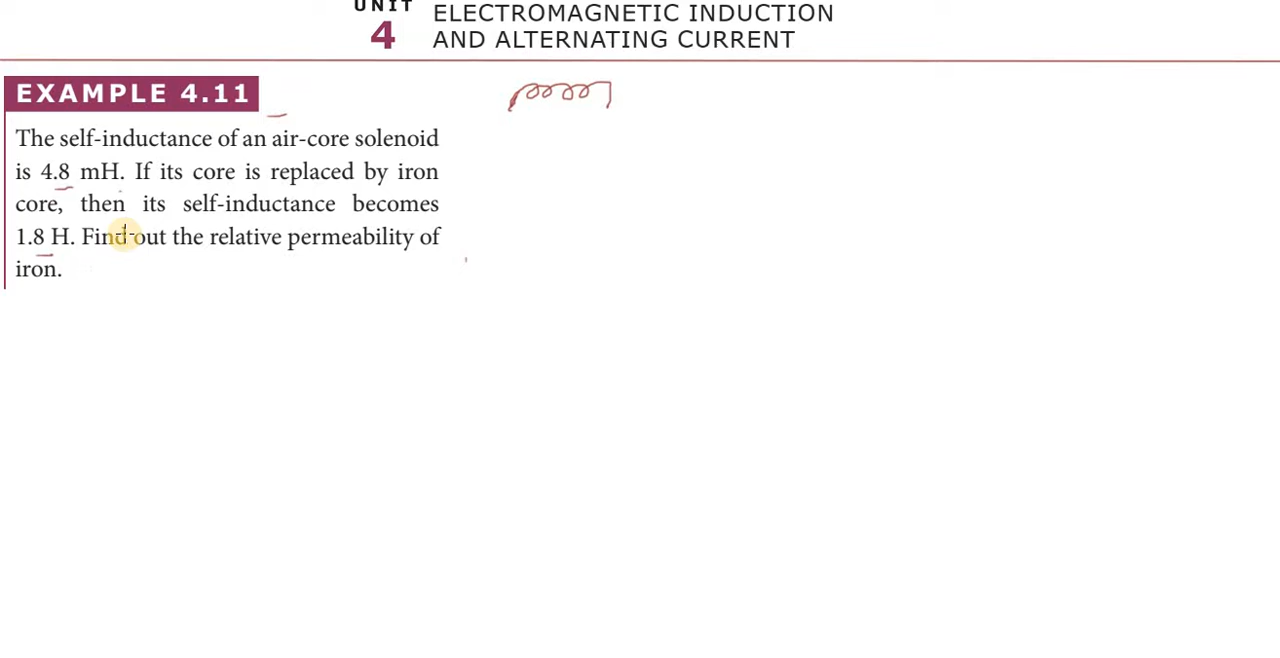 UNIT
4
ELECTROMAGNETIC INDUCTION
AND ALTERNATING CURRENT
EXAMPLE 4.11
The self-inductance of an air-core solenoid
is 4.8 mH. If its core is replaced by iron
core, then its self-inductance becomes
1.8 H. Find out the relative permeability of
iron.